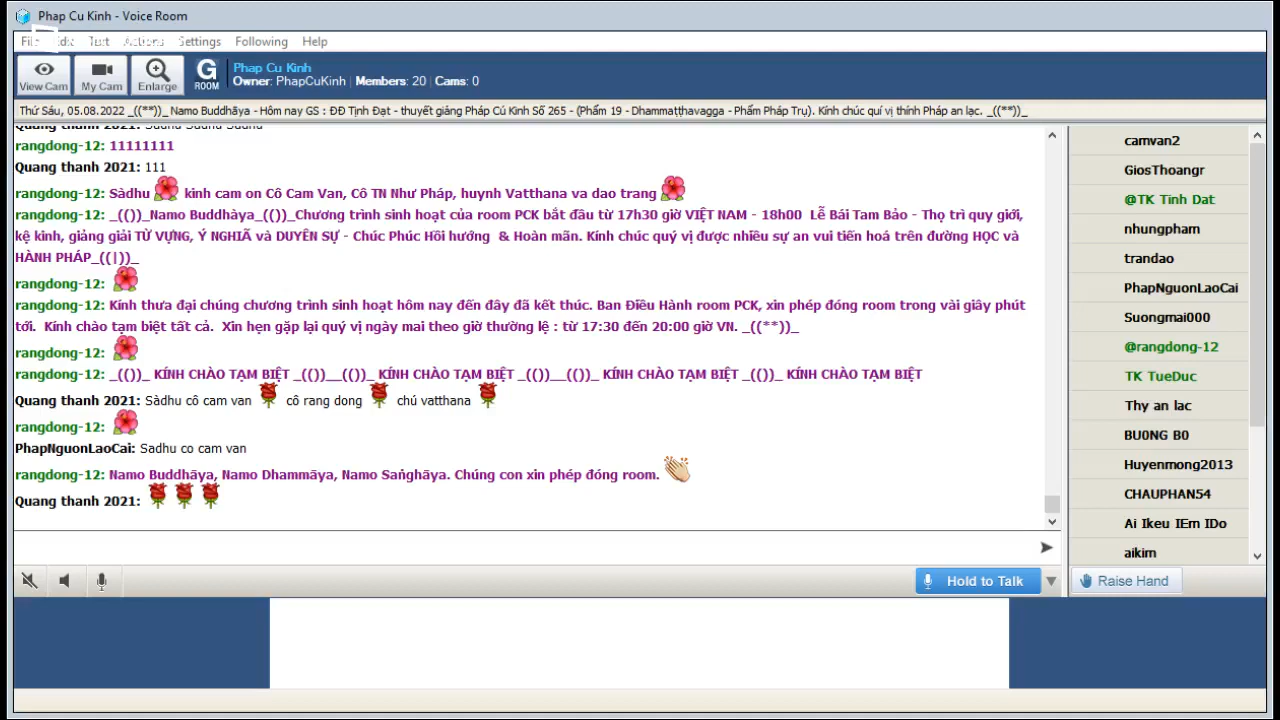 Phap Cu Kinh - Voice Room
Settings Following Help
View Cam My Cam Enlarge G ROOM
Phap Cu Kinh
Owner: PhapCuKinh | Members: 20 | Cams: 0
Thứ Sáu, 05.08.2022 _((**))_ Namo Buddhāya - Hôm nay GS : ĐĐ Tịnh Đạt - thuyết giảng Pháp Cú Kinh Số 265 - (Phẩm 19 - Dhammaṭṭhavagga - Phẩm Pháp Trụ). Kính chúc quí vị thính Pháp an lạc. _((**))_
Quang thanh 2021: Sadhu Sadhu Sadhu
rangdong-12: 11111111
Quang thanh 2021: 111
rangdong-12: Sàdhu kinh cam on Cô Cam Van, Cô TN Như Pháp, huynh Vatthana va dao trang
rangdong-12: _(())_Namo Buddhàya_(())_Chương trình sinh hoạt của room PCK bắt đầu từ 17h30 giờ VIỆT NAM - 18h00 LỄ Bái Tam Bảo - Thọ trì quy giới,
kệ kinh, giảng giải TỪ VỰNG, Ý NGHIÃ và DUYÊN SỰ - Chúc Phúc Hồi hướng & Hoàn mãn. Kính chúc quý vị được nhiều sự an vui tiến hoá trên đường HỌC và
HÀNH PHÁP_((|))_
rangdong-12:
rangdong-12: Kính thưa đại chúng chương trình sinh hoạt hôm nay đến đây đã kết thúc. Ban Điều Hành room PCK, xin phép đóng room trong vài giây phút
tới. Kính chào tạm biệt tất cả. Xin hẹn gặp lại quý vị ngày mai theo giờ thường lệ : từ 17:30 đến 20:00 giờ VN. _((**))_
rangdong-12:
rangdong-12: _(())_ KÍNH CHÀO TẠM BIỆT _(())__(())_ KÍNH CHÀO TẠM BIỆT _(())__(())_ KÍNH CHÀO TẠM BIỆT _(())_ KÍNH CHÀO TẠM BIỆT
Quang thanh 2021: Sàdhu cô cam van cô rang dong chú vatthana
rangdong-12:
PhapNguonLaoCai: Sadhu co cam van
rangdong-12: Namo Buddhāya, Namo Dhammāya, Namo Saṅghāya. Chúng con xin phép đóng room.
Quang thanh 2021:
camvan2
GiosThoangr
@TK Tinh Dat
nhungpham
trandao
PhapNguonLaoCai
Suongmai000
@rangdong-12
TK TueDuc
Thy an lac
BU0NG B0
Huyenmong2013
CHAUPHAN54
Ai Ikeu IEm IDo
aikim
Hold to Talk
Raise Hand